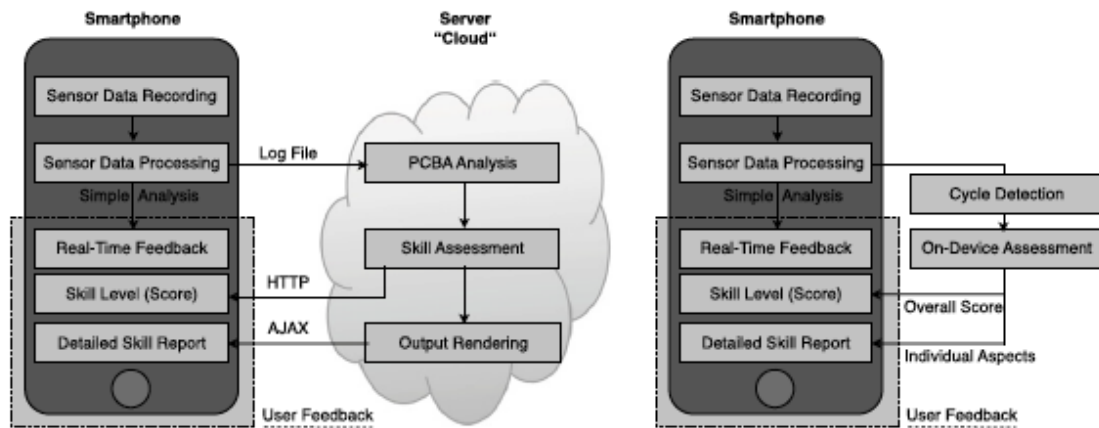 Smartphone
Server
"Cloud"
Sensor Data Recording
Sensor Data Processing
Log File
PCBA Analysis
Simple Analysis
Real-Time Feedback
Skill Assessment
HTTP
Skill Level (Score)
AJAX
Detailed Skill Report
Output Rendering
User Feedback
Smartphone
Sensor Data Recording
Sensor Data Processing
Simple Analysis
Cycle Detection
Real-Time Feedback
On-Device Assessment
Skill Level (Score)
Overall Score
Detailed Skill Report
Individual Aspects
User Feedback